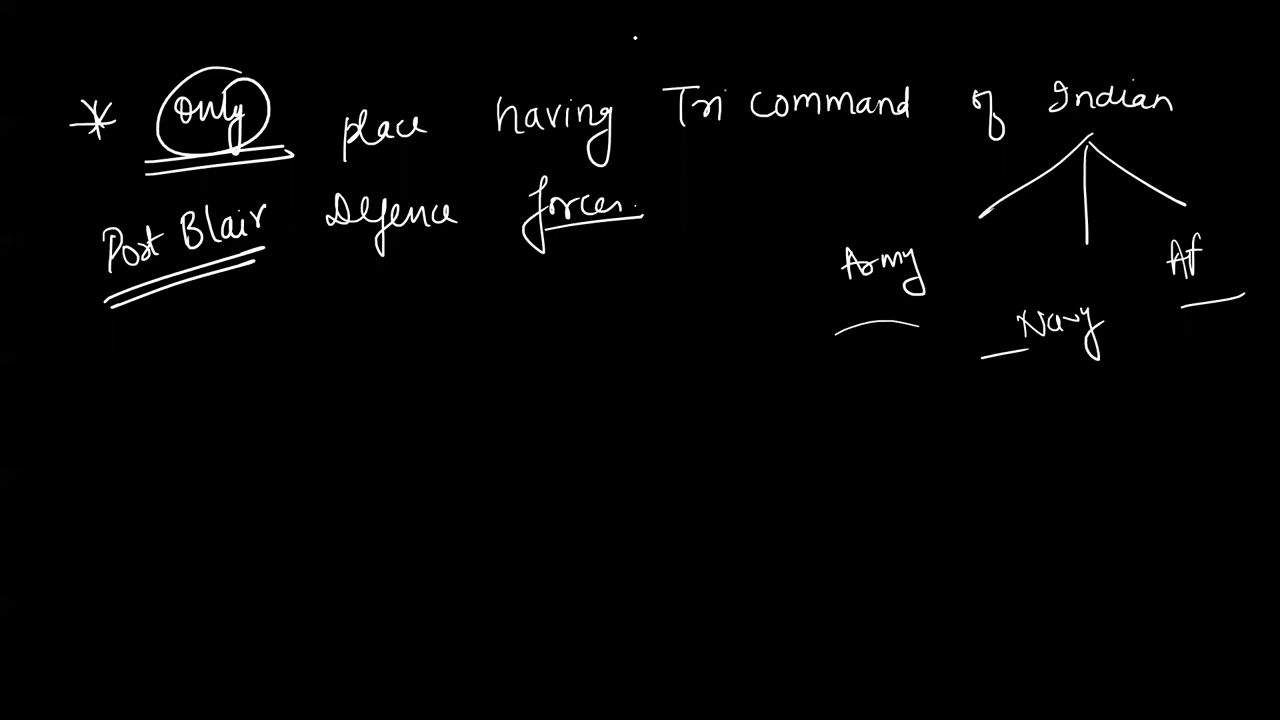 * Only place having Tri command of Indian
Port Blair Defence forces.
Army Navy Af